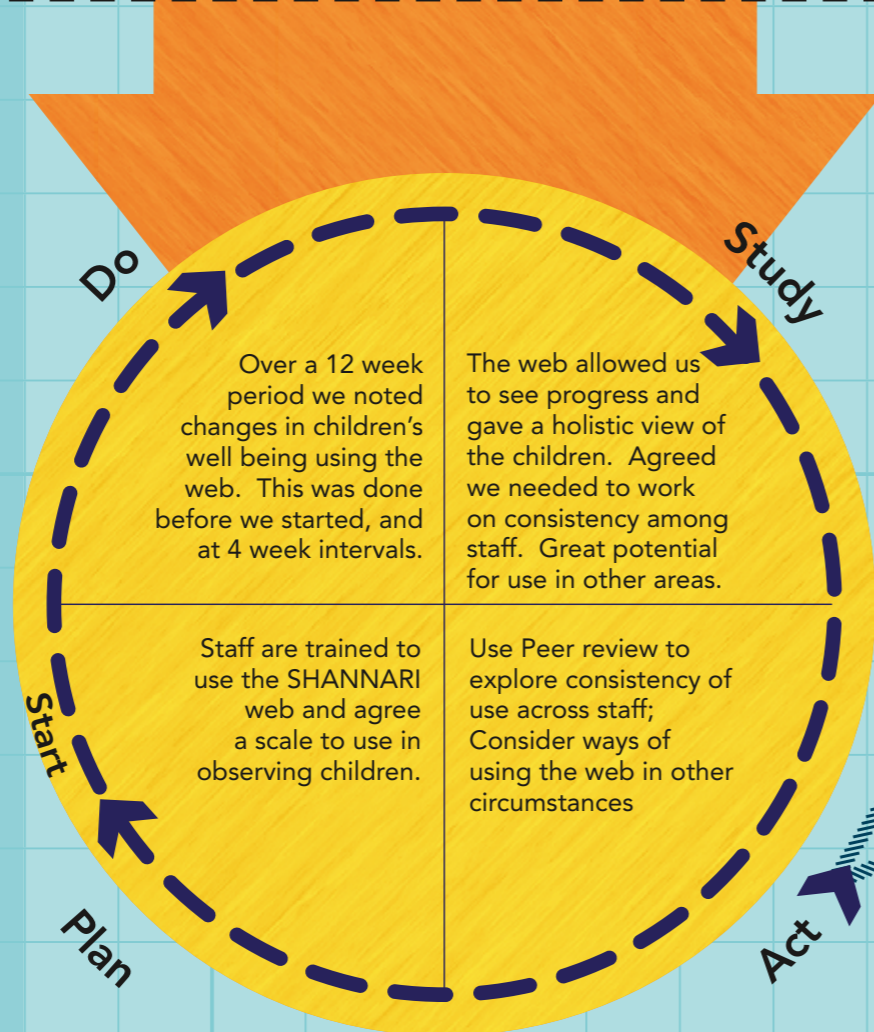 Do
Study
Over a 12 week
period we noted
changes in children’s
well being using the
web.  This was done
before we started, and
at 4 week intervals.
The web allowed us
to see progress and
gave a holistic view of
the children.  Agreed
we needed to work
on consistency among
staff.  Great potential
for use in other areas.
Start
Staff are trained to
use the SHANNARI
web and agree
a scale to use in
observing children.
Use Peer review to
explore consistency of
use across staff;
Consider ways of
using the web in other
circumstances
Plan
Act